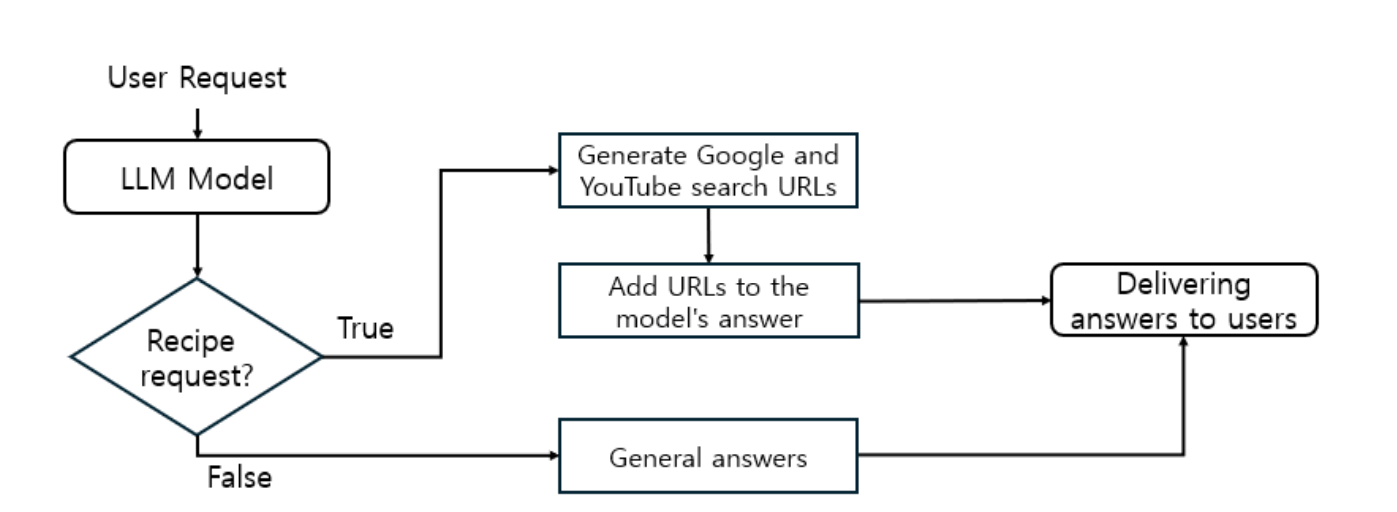 User Request
LLM Model
Recipe
request?
True
False
Generate Google and
YouTube search URLs
Add URLs to the
model's answer
General answers
Delivering
answers to users